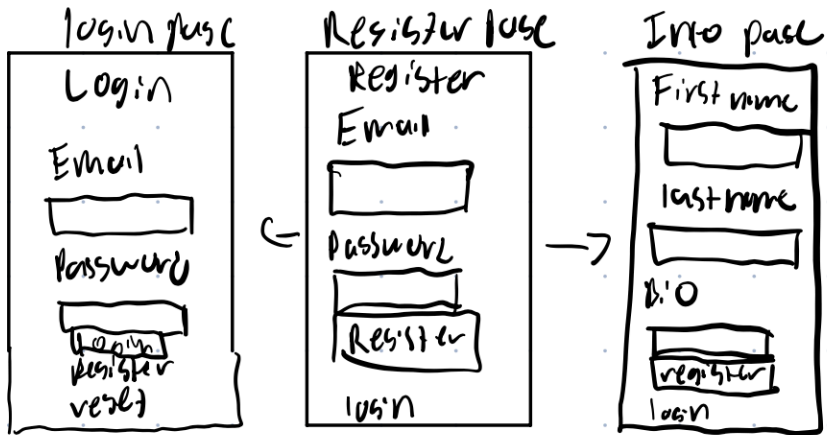 login page
Login
Email
Password
Login
Register
reset
Register page
Register
Email
Password
Register
login
Info page
First name
last name
BiO
register
login